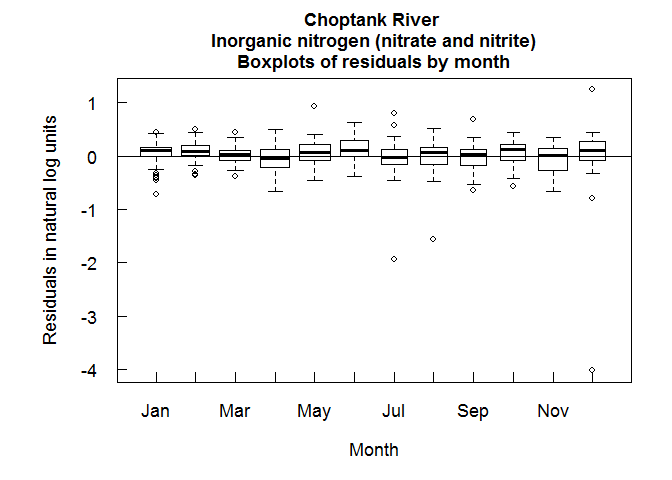 Choptank River
Inorganic nitrogen (nitrate and nitrite)
Boxplots of residuals by month
Residuals in natural log units
1
0
-1
-2
-3
-4
Jan Mar May Jul Sep Nov
Month